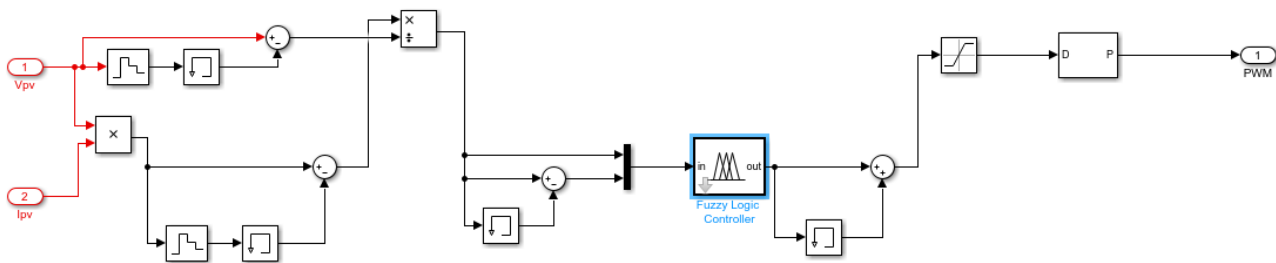 1
Vpv
2
Ipv
×
+
−
+
−
×
÷
+
−
in
out
Fuzzy Logic
Controller
+
+
D
P
1
PWM